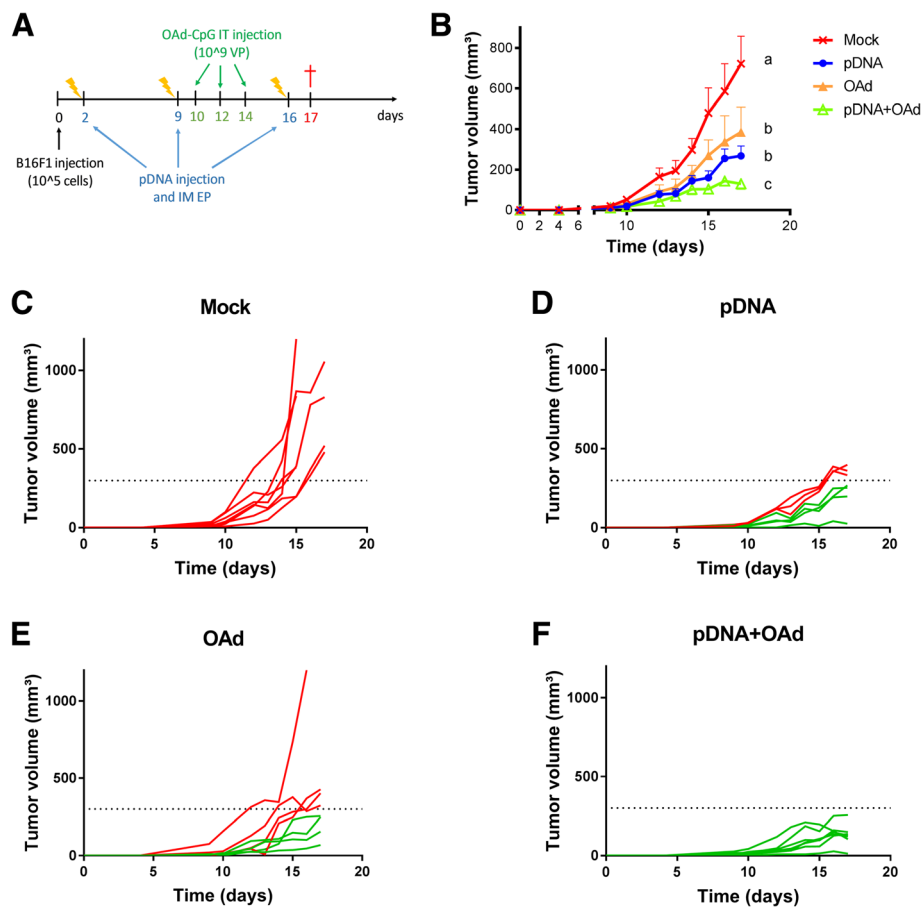 A
OAd-CpG IT injection
(10^9 VP)
0 2 9 10 12 14 16 17 days
B16F1 injection
(10^5 cells)
pDNA injection
and IM EP
B
Tumor volume (mm³)
800
600
400
200
0
0 2 4 6 10 15 20
Time (days)
a
b
b
c
Mock
pDNA
OAd
pDNA+OAd
C
Mock
Tumor volume (mm³)
1000
500
0
0 5 10 15 20
Time (days)
D
pDNA
Tumor volume (mm³)
1000
500
0
0 5 10 15 20
Time (days)
E
OAd
Tumor volume (mm³)
1000
500
0
0 5 10 15 20
Time (days)
F
pDNA+OAd
Tumor volume (mm³)
1000
500
0
0 5 10 15 20
Time (days)